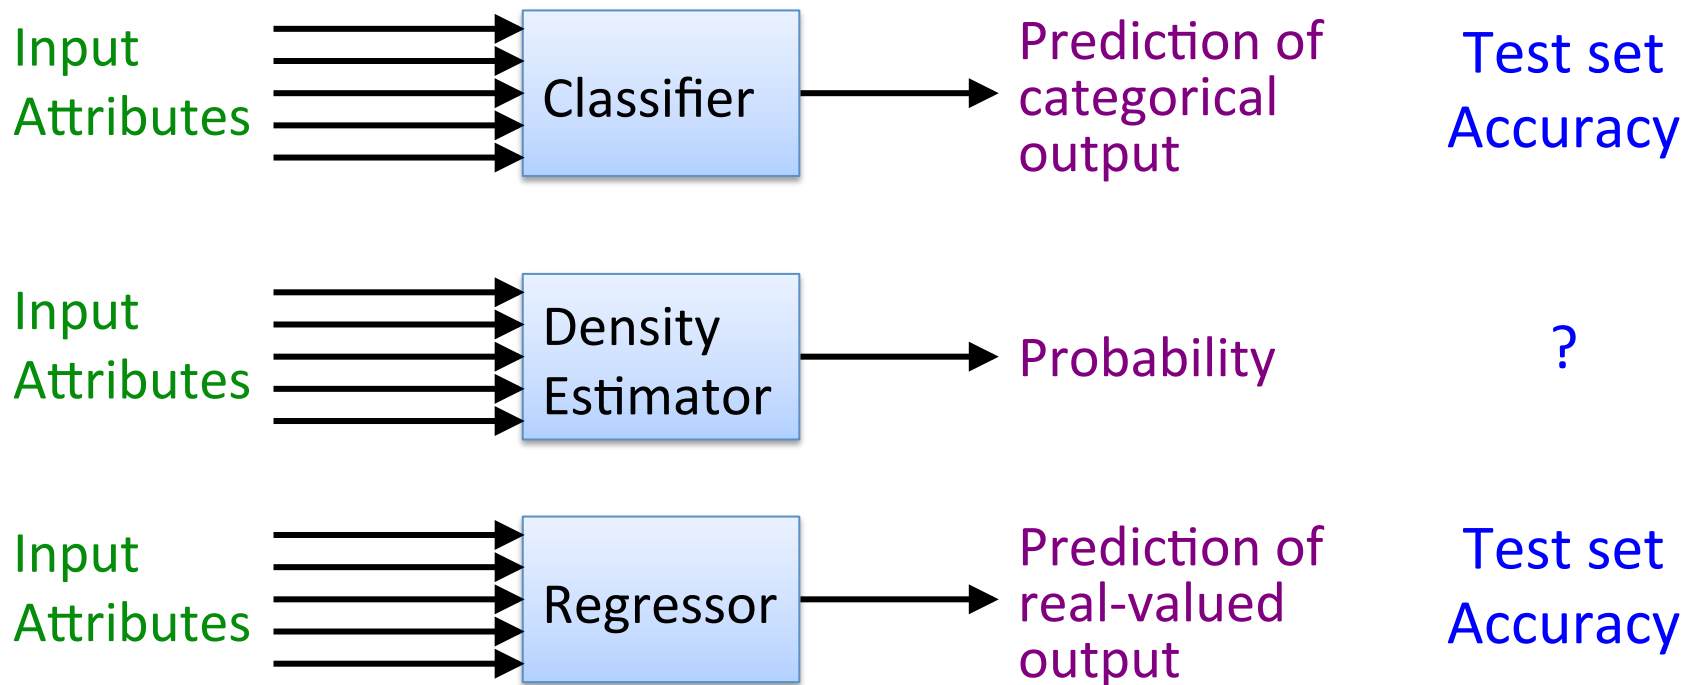 Input
Attributes
Classifier
Prediction of
categorical
output
Test set
Accuracy
Input
Attributes
Density
Estimator
Probability
?
Input
Attributes
Regressor
Prediction of
real-valued
output
Test set
Accuracy